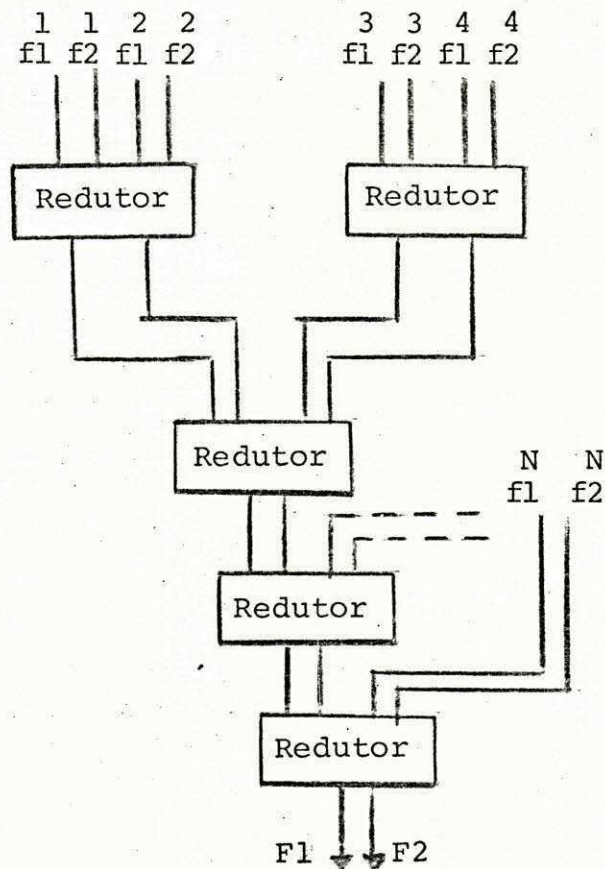 1 1 2 2 3 3 4 4
f1 f2 f1 f2 f1 f2 f1 f2
Redutor Redutor
Redutor
N N
f1 f2
Redutor
Redutor
F1 F2